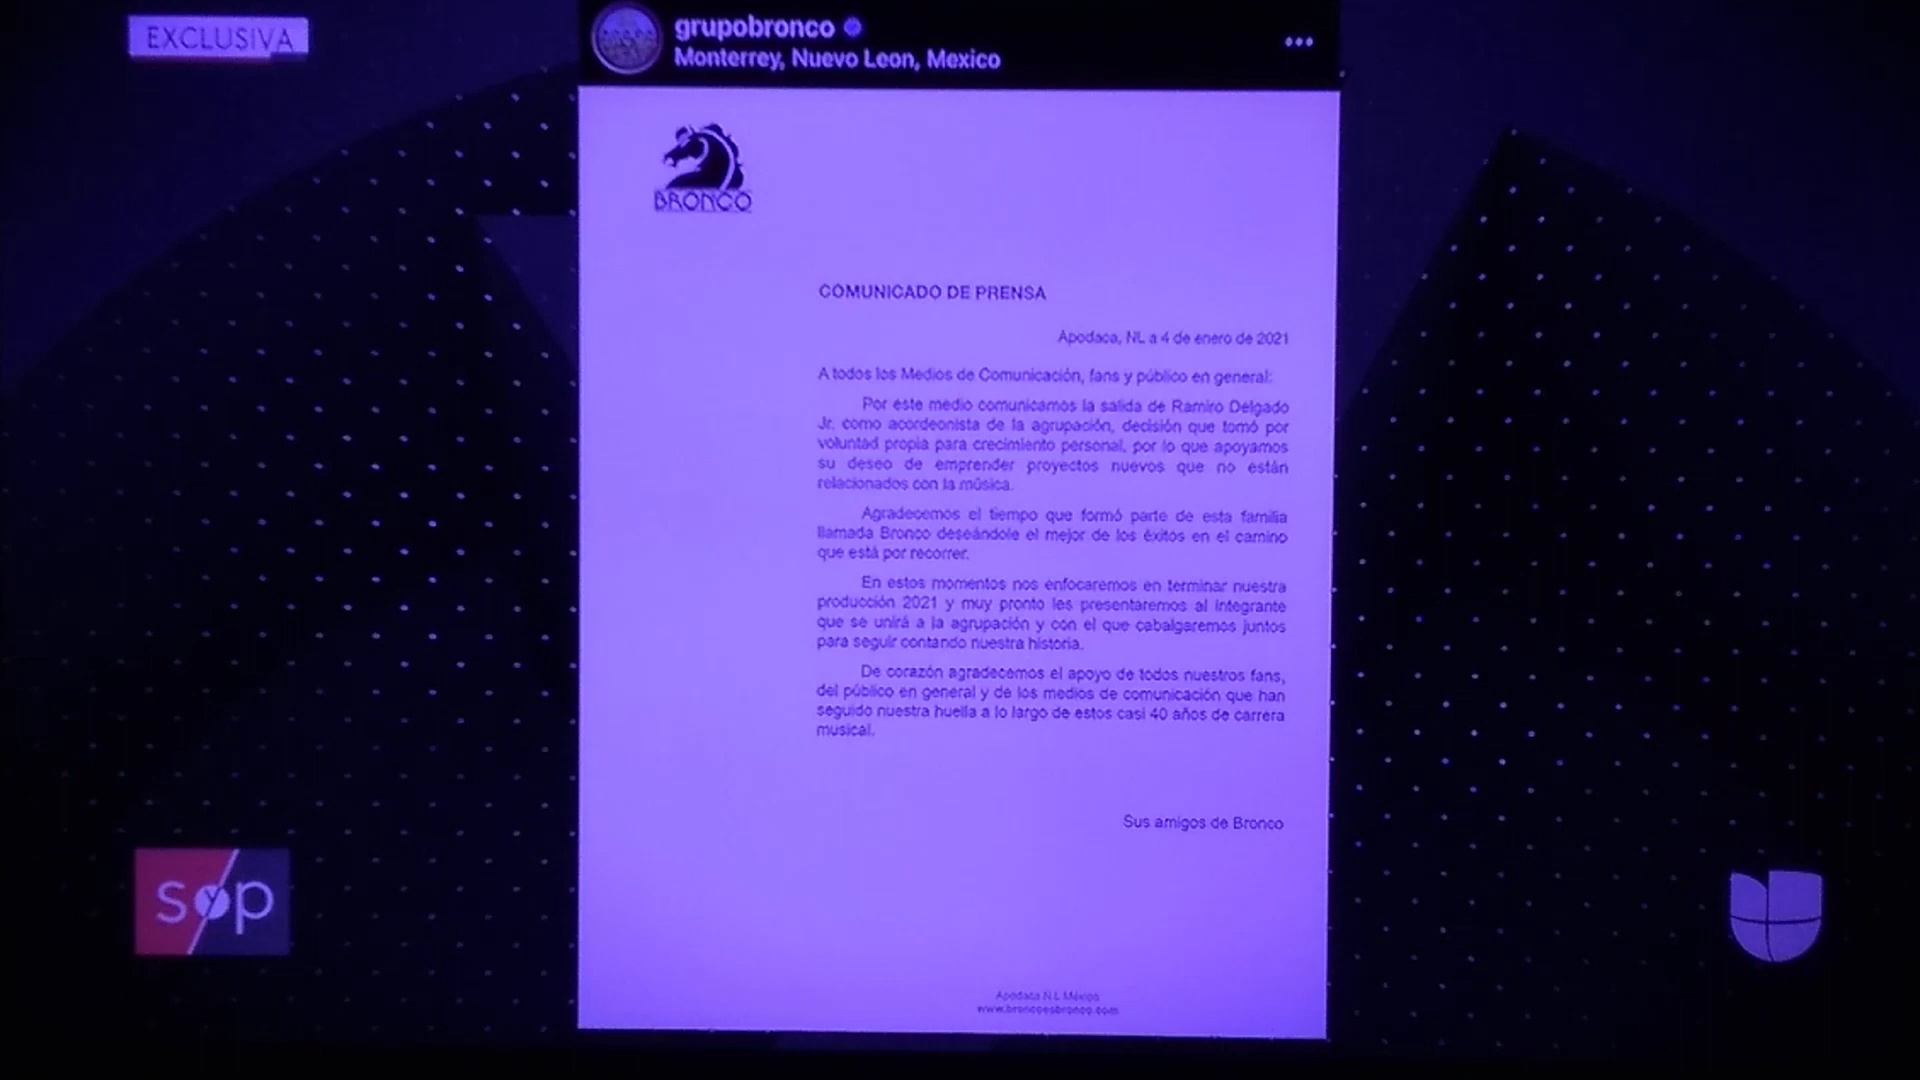 EXCLUSIVA
grupobronco
Monterrey, Nuevo Leon, Mexico
BRONCO
COMUNICADO DE PRENSA
Apodaca, NL a 4 de enero de 2021
A todos los Medios de Comunicación, fans y público en general:
Por este medio comunicamos la salida de Ramiro Delgado
Jr. como acordeonista de la agrupación, decisión que tomó por
voluntad propia para crecimiento personal, por lo que apoyamos
su deseo de emprender proyectos nuevos que no están
relacionados con la música.
Agradecemos el tiempo que formó parte de esta familia
llamada Bronco deseándole el mejor de los éxitos en el camino
que está por recorrer.
En estos momentos nos enfocaremos en terminar nuestra
producción 2021 y muy pronto les presentaremos al integrante
que se unirá a la agrupación y con el que cabalgaremos juntos
para seguir contando nuestra historia.
De corazón agradecemos el apoyo de todos nuestros fans,
del público en general y de los medios de comunicación que han
seguido nuestra huella a lo largo de estos casi 40 años de carrera
musical.
Sus amigos de Bronco
Apodaca N.L México
www.broncoesbronco.com
syp